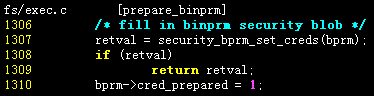 fs/exec.c [prepare_binprm]
1306 /* fill in binprm security blob */
1307 retval = security_bprm_set_creds(bprm);
1308 if (retval)
1309 return retval;
1310 bprm->cred_prepared = 1;